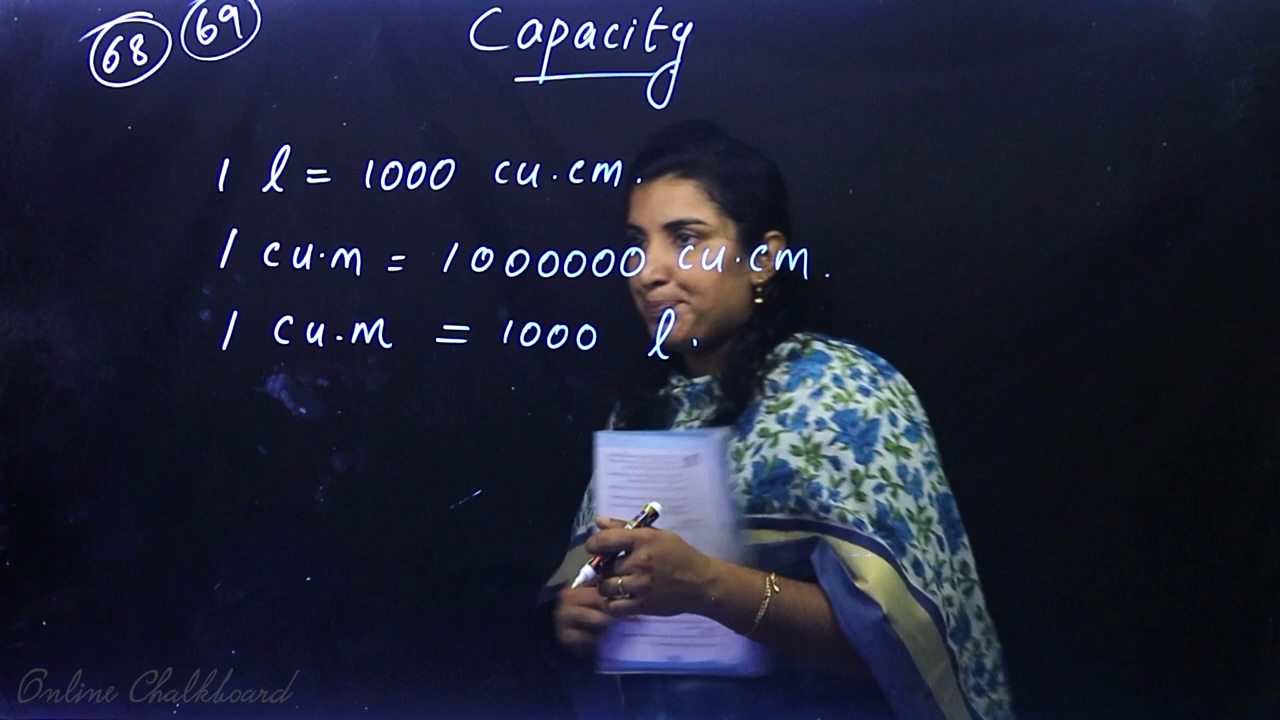 68 69
Capacity
1 l = 1000 cu.cm.
1 cu.m = 1000000 cu.cm.
1 cu.m = 1000 l.
Online Chalkboard